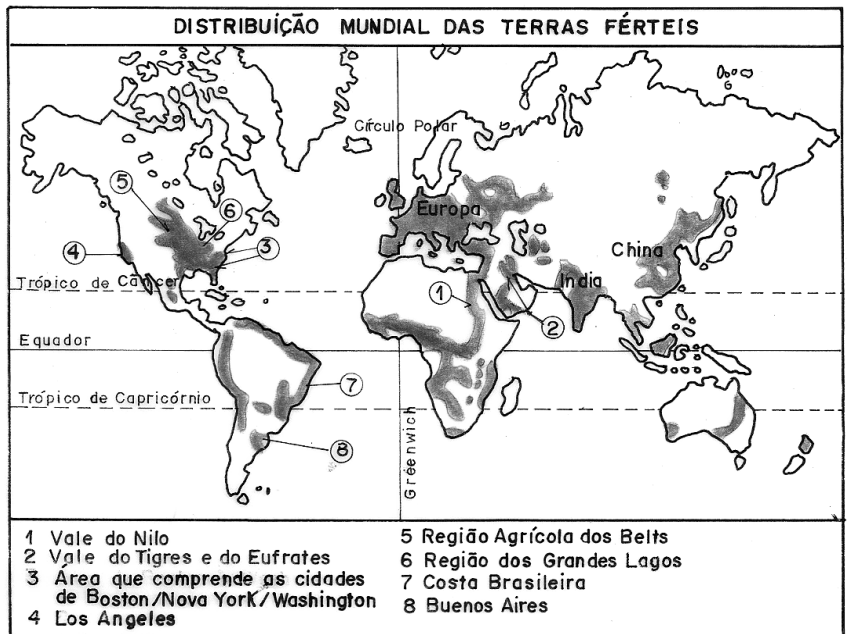 DISTRIBUIÇÃO MUNDIAL DAS TERRAS FÉRTEIS
Círculo Polar
5
6
Europa
4
3
China
Trópico de Câncer
1
India
2
Equador
7
Trópico de Capricórnio
8
Greenwich
1 Vale do Nilo
2 Vale do Tigres e do Eufrates
3 Área que comprende as cidades
de Boston/Nova York/Washington
4 Los Angeles
5 Região Agrícola dos Belts
6 Região dos Grandes Lagos
7 Costa Brasileira
8 Buenos Aires